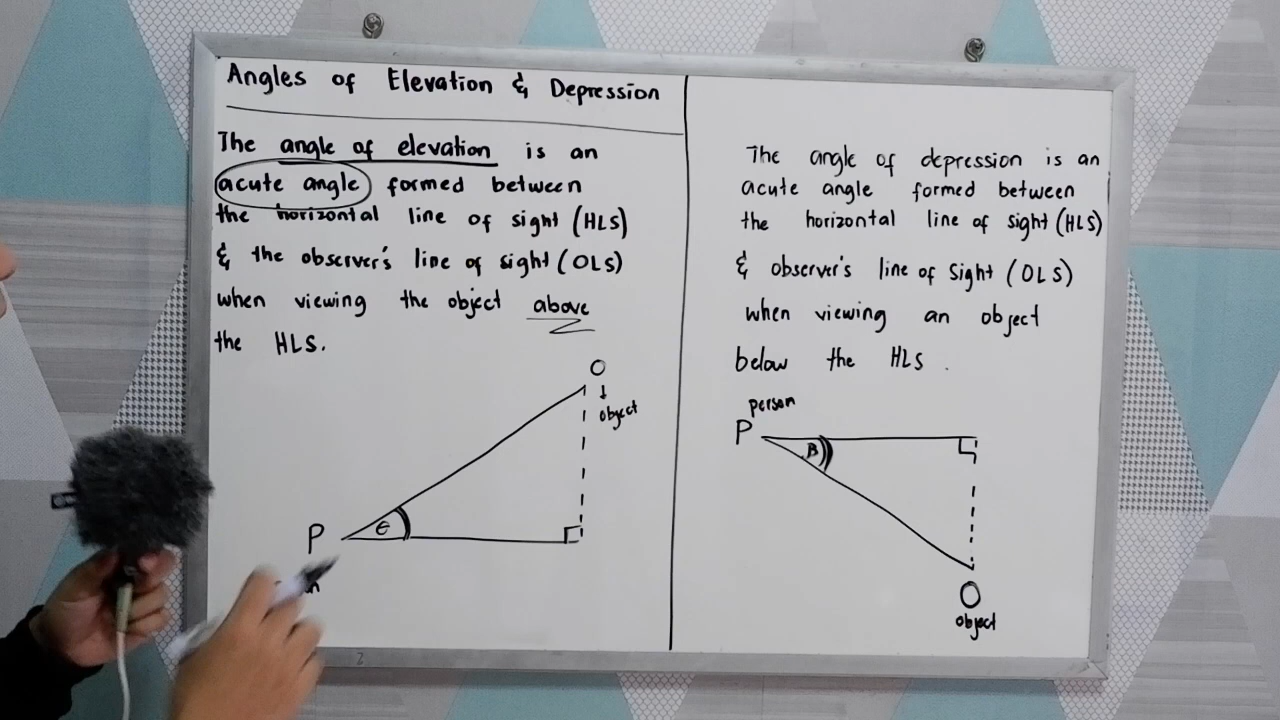 Angles of Elevation & Depression
The angle of elevation is an
acute angle formed between
the horizontal line of sight (HLS)
& the observer's line of sight (OLS)
when viewing the object above
the HLS.
O
object
P
θ
The angle of depression is an
acute angle formed between
the horizontal line of sight (HLS)
& observer's line of sight (OLS)
when viewing an object
below the HLS.
person
P
β
O
object